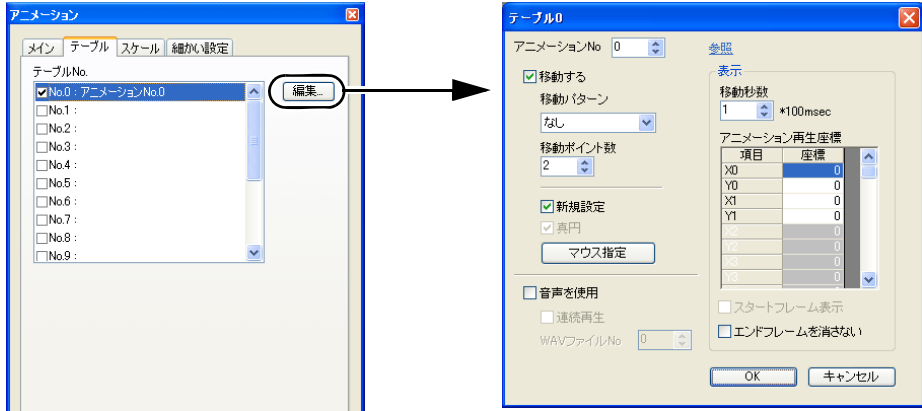 アニメーション
メイン テーブル スケール 細かい設定
テーブルNo.
No.0 : アニメーションNo.0
No.1 :
No.2 :
No.3 :
No.4 :
No.5 :
No.6 :
No.7 :
No.8 :
No.9 :
編集...
テーブル0
アニメーションNo 0 参照
移動する
移動パターン
なし
移動ポイント数
2
新規設定
真円
マウス指定
音声を使用
連続再生
WAVファイルNo 0
表示
移動秒数
1 *100msec
アニメーション再生座標
項目 座標
X0 0
Y0 0
X1 0
Y1 0
X2 0
Y2 0
X3 0
Y3 0
スタートフレーム表示
エンドフレームを消さない
OK キャンセル